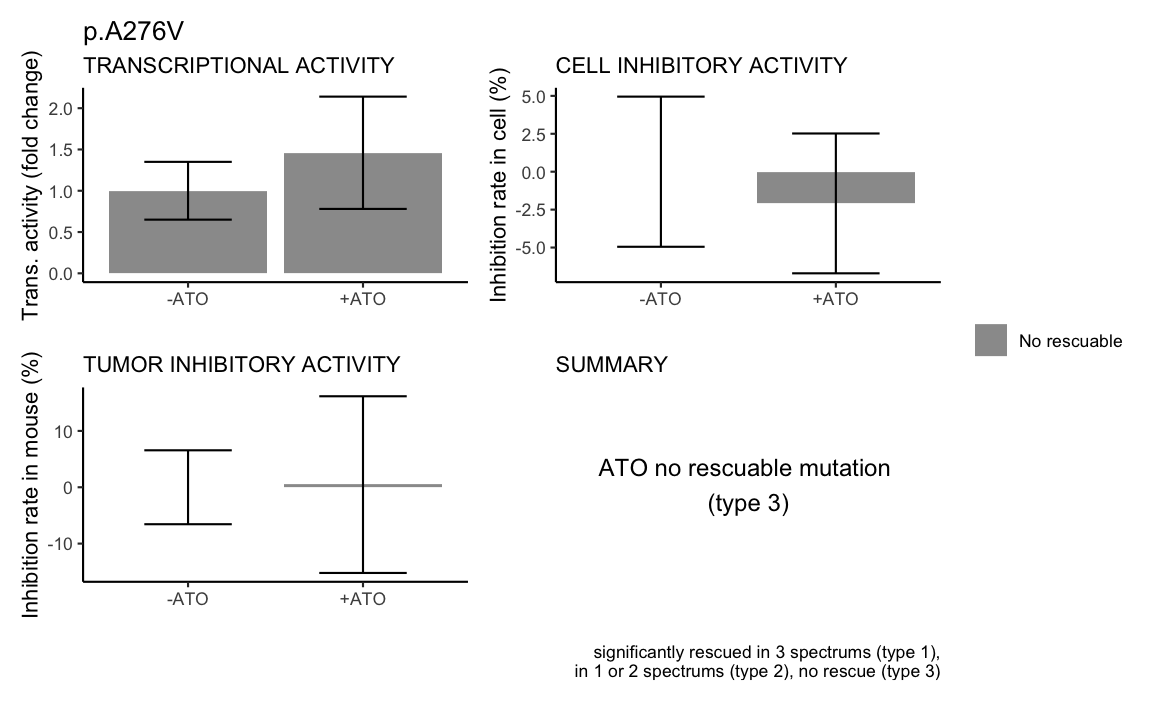 p.A276V
TRANSCRIPTIONAL ACTIVITY
Trans. activity (fold change)
2.0
1.5
1.0
0.5
0.0
-ATO
+ATO
CELL INHIBITORY ACTIVITY
Inhibition rate in cell (%)
5.0
2.5
0.0
-2.5
-5.0
-ATO
+ATO
TUMOR INHIBITORY ACTIVITY
Inhibition rate in mouse (%)
10
0
-10
-ATO
+ATO
SUMMARY
ATO no rescuable mutation
(type 3)
significantly rescued in 3 spectrums (type 1),
in 1 or 2 spectrums (type 2), no rescue (type 3)
No rescuable